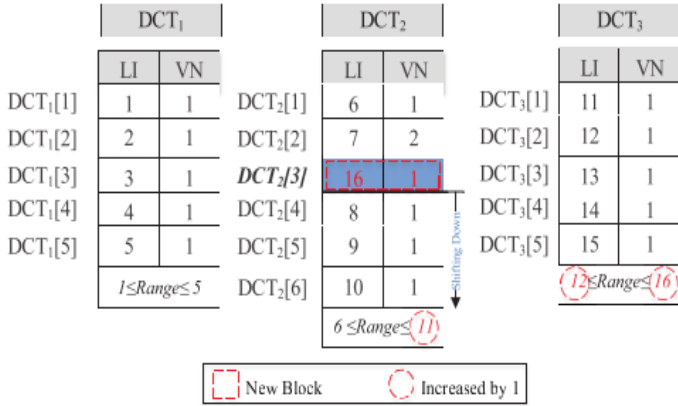 DCT₁ DCT₂ DCT₃
LI VN LI VN LI VN
DCT₁[1] 1 1 DCT₂[1] 6 1 DCT₃[1] 11 1
DCT₁[2] 2 1 DCT₂[2] 7 2 DCT₃[2] 12 1
DCT₁[3] 3 1 DCT₂[3] 16 1 DCT₃[3] 13 1
DCT₁[4] 4 1 DCT₂[4] 8 1 DCT₃[4] 14 1
DCT₁[5] 5 1 DCT₂[5] 9 1 DCT₃[5] 15 1
1≤Range≤ 5 DCT₂[6] 10 1 12≤Range≤16
Shifting Down
6 ≤Range≤ 11
New Block Increased by 1